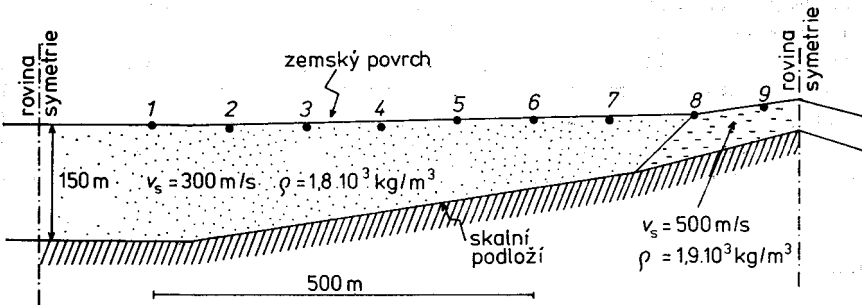 rovina
symetrie
zemský povrch
rovina
symetrie
1
2
3
4
5
6
7
8
9
150 m
v_s = 300 m/s ρ = 1,8.10³ kg/m³
skalní
podloží
v_s = 500 m/s
ρ = 1,9.10³ kg/m³
500 m